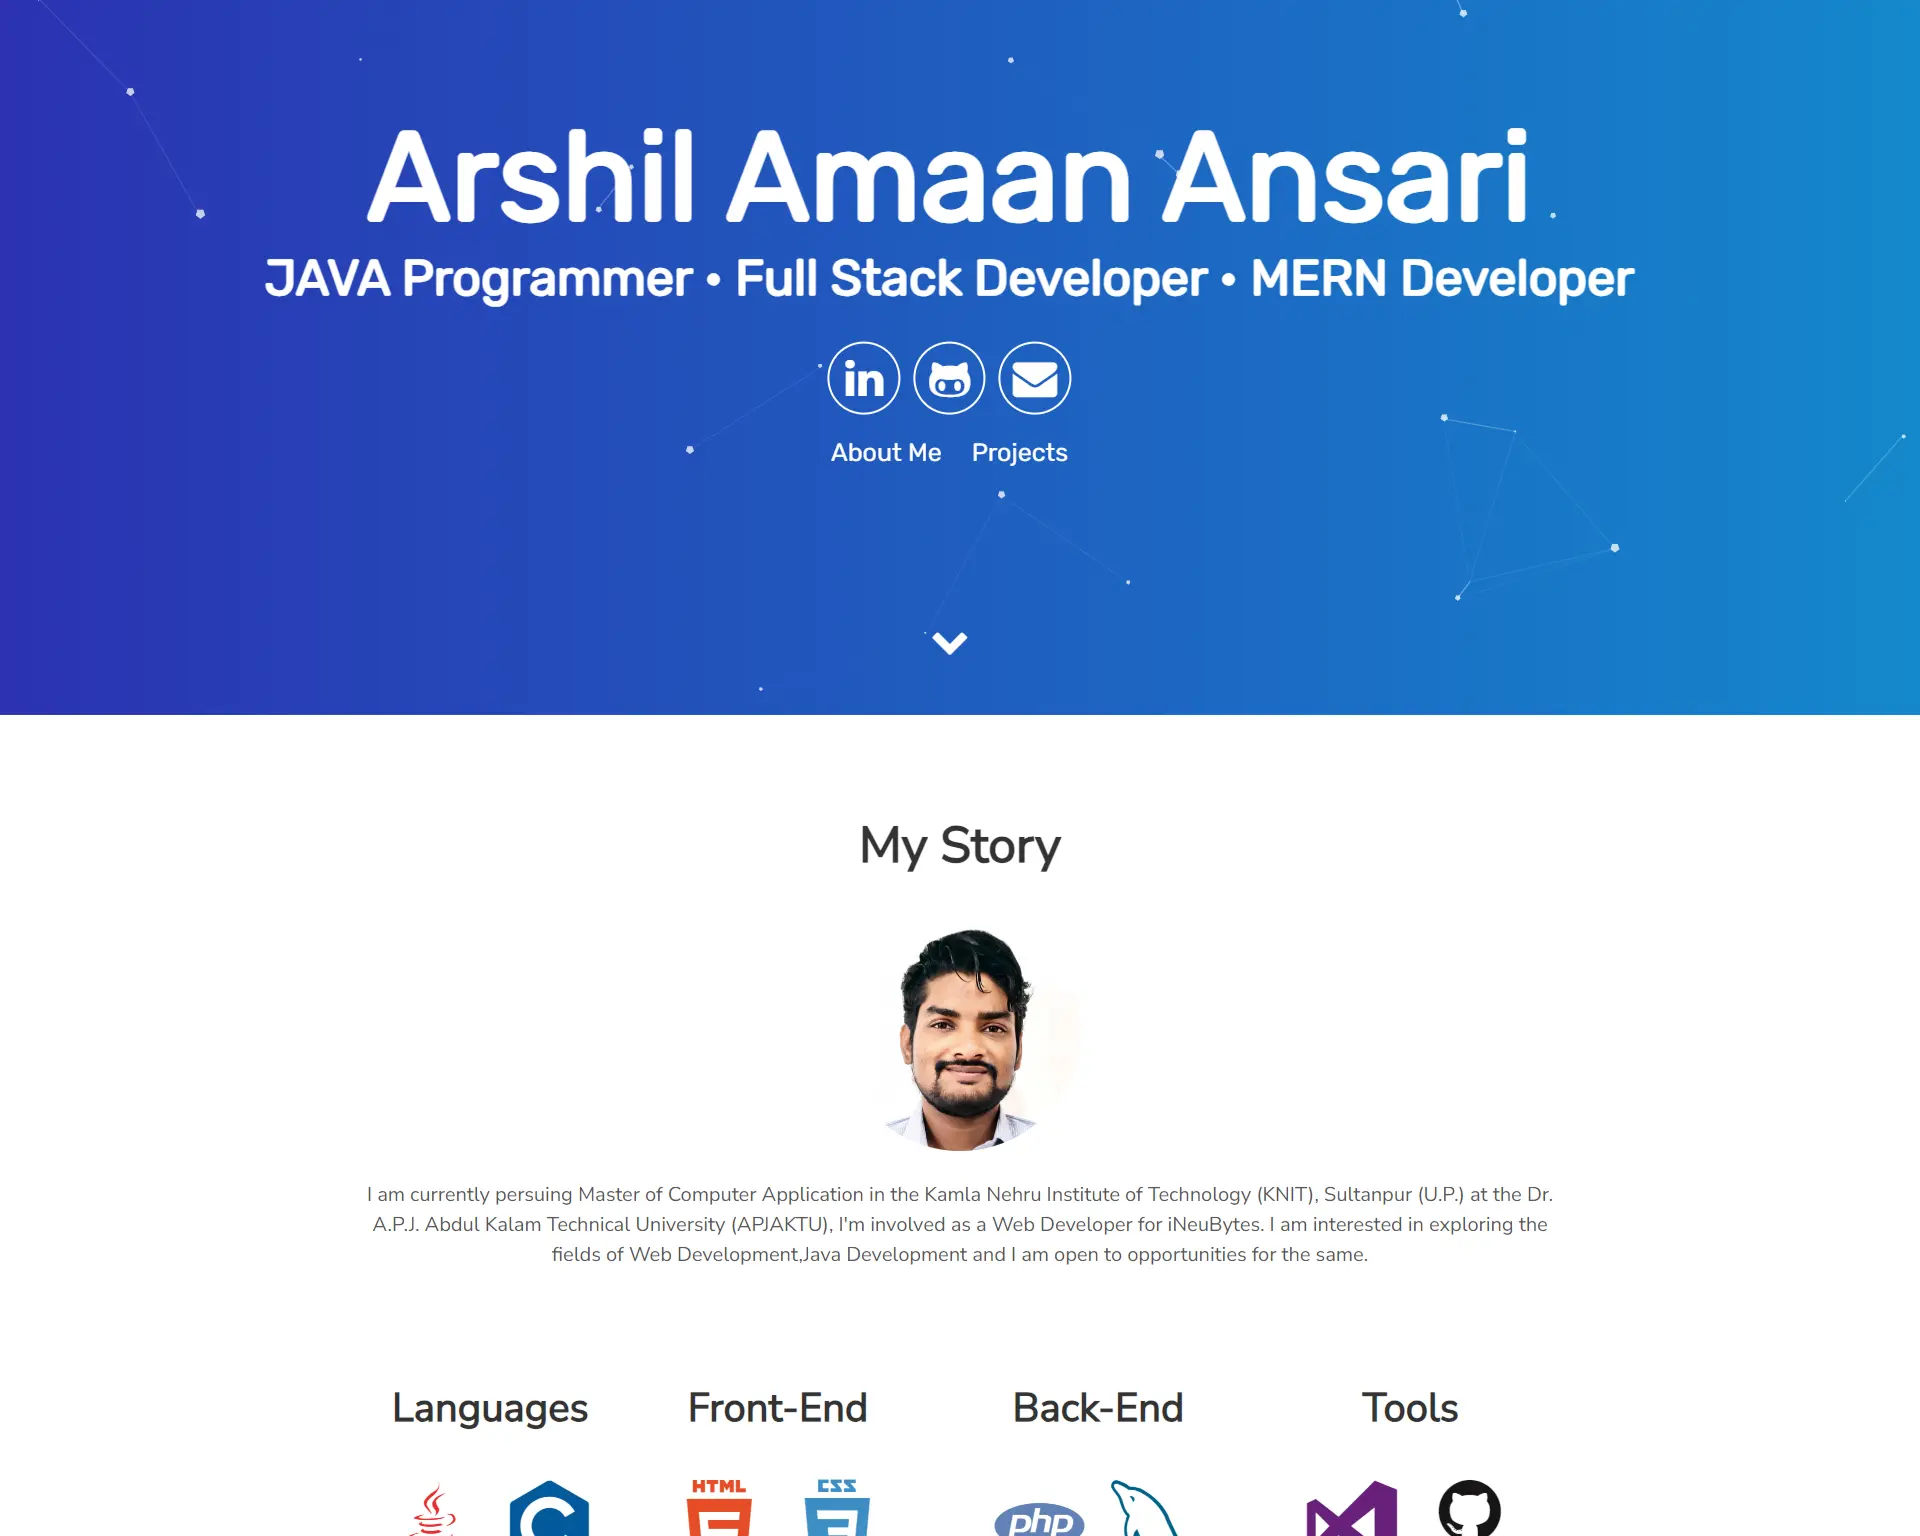 Arshil Amaan Ansari
JAVA Programmer • Full Stack Developer • MERN Developer
in
About Me Projects
My Story
I am currently persuing Master of Computer Application in the Kamla Nehru Institute of Technology (KNIT), Sultanpur (U.P.) at the Dr.
A.P.J. Abdul Kalam Technical University (APJAKTU), I'm involved as a Web Developer for iNeuBytes. I am interested in exploring the
fields of Web Development,Java Development and I am open to opportunities for the same.
Languages Front-End Back-End Tools
C HTML CSS php